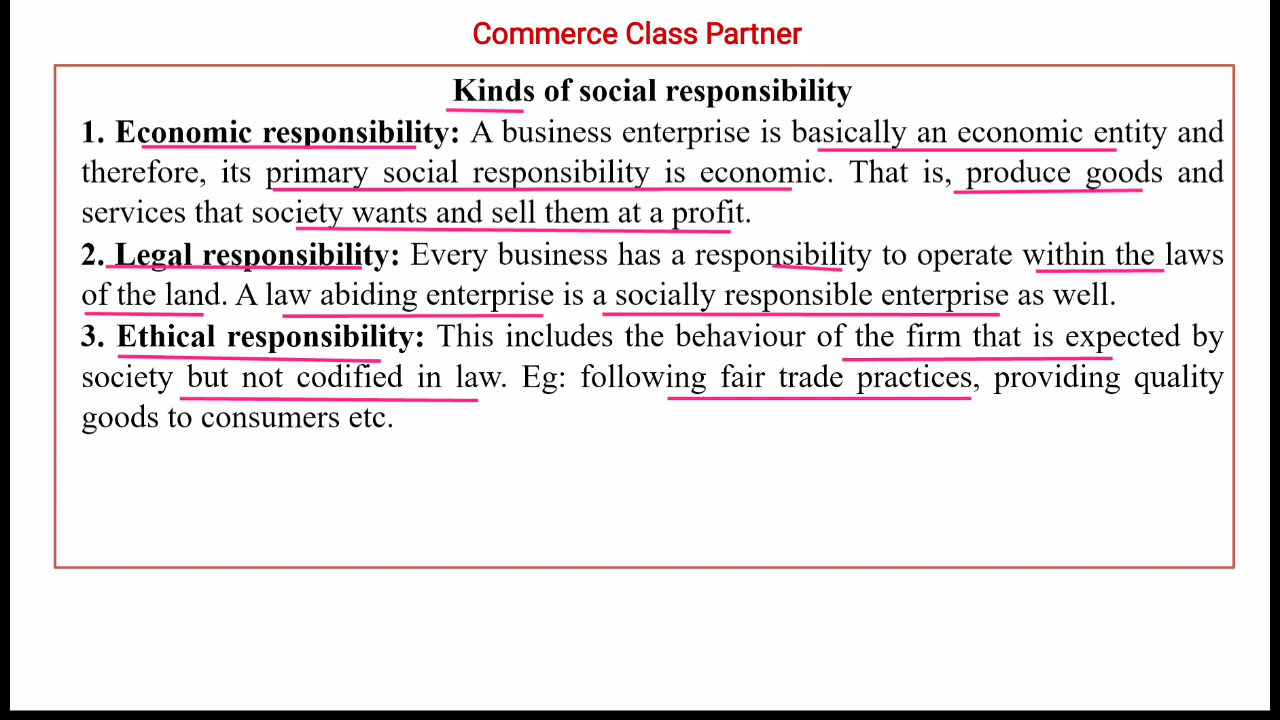 Commerce Class Partner
Kinds of social responsibility
1. Economic responsibility: A business enterprise is basically an economic entity and
therefore, its primary social responsibility is economic. That is, produce goods and
services that society wants and sell them at a profit.
2. Legal responsibility: Every business has a responsibility to operate within the laws
of the land. A law abiding enterprise is a socially responsible enterprise as well.
3. Ethical responsibility: This includes the behaviour of the firm that is expected by
society but not codified in law. Eg: following fair trade practices, providing quality
goods to consumers etc.